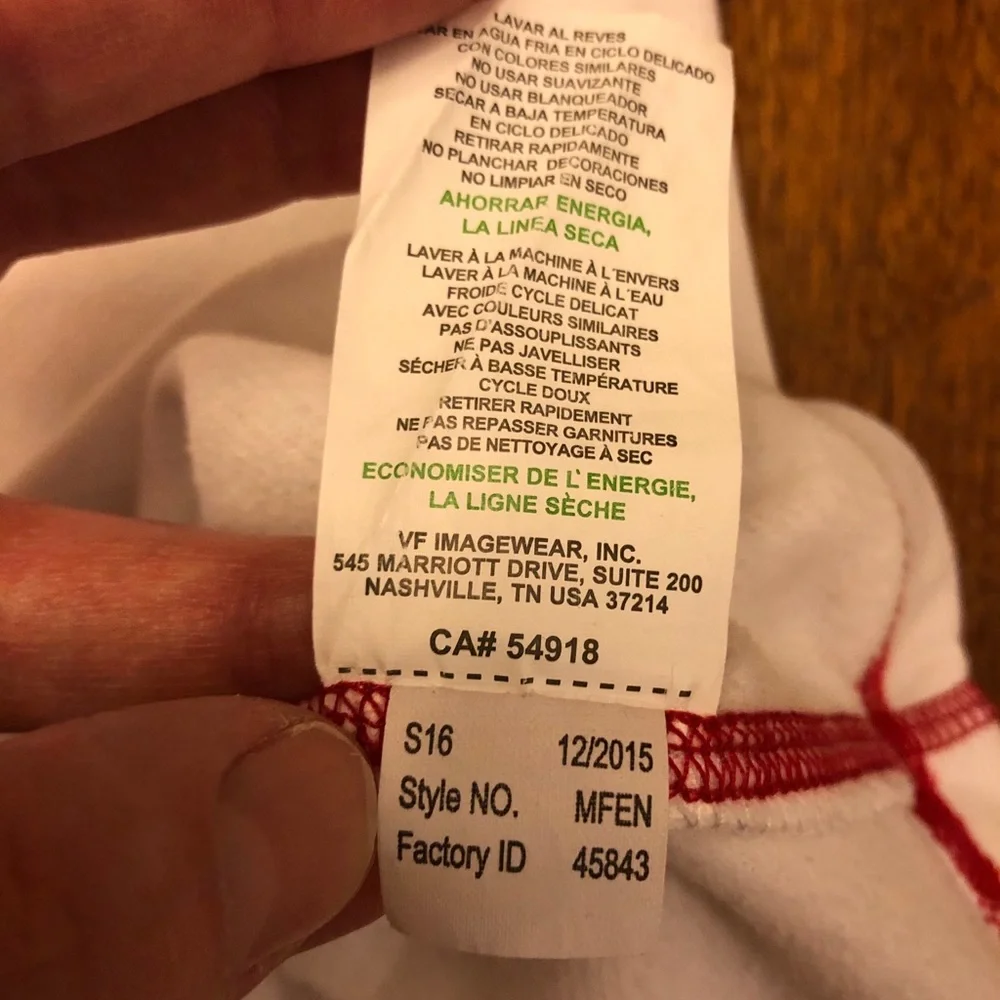 LAVAR AL REVES
AR EN AGUA FRIA EN CICLO DELICADO
CON COLORES SIMILARES
NO USAR SUAVIZANTE
NO USAR BLANQUEADOR
SECAR A BAJA TEMPERATURA
EN CICLO DELICADO
RETIRAR RAPIDAMENTE
NO PLANCHAR DECORACIONES
NO LIMPIAR EN SECO
AHORRAR ENERGIA,
LA LINEA SECA
LAVER À LA MACHINE À L'ENVERS
LAVER À LA MACHINE À L'EAU
FROIDE CYCLE DELICAT
AVEC COULEURS SIMILAIRES
PAS D'ASSOUPLISSANTS
NE PAS JAVELLISER
SÉCHER À BASSE TEMPÉRATURE
CYCLE DOUX
RETIRER RAPIDEMENT
NE PAS REPASSER GARNITURES
PAS DE NETTOYAGE À SEC
ECONOMISER DE L'ENERGIE,
LA LIGNE SÈCHE
VF IMAGEWEAR, INC.
545 MARRIOTT DRIVE, SUITE 200
NASHVILLE, TN USA 37214
CA# 54918
S16 12/2015
Style NO. MFEN
Factory ID 45843